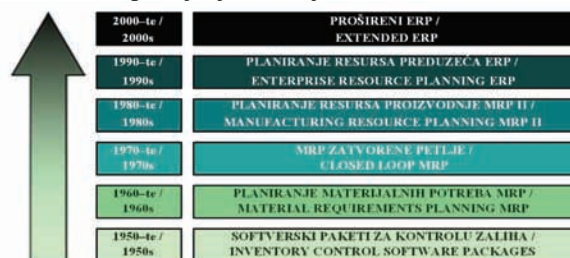 2000–te /
2000s
PROŠIRENI ERP /
EXTENDED ERP
1990–te /
1990s
PLANIRANJE RESURSA PREDUZEĆA ERP /
ENTERPRISE RESOURCE PLANNING ERP
1980–te /
1980s
PLANIRANJE RESURSA PROIZVODNJE MRP II /
MANUFACTURING RESOURCE PLANNING MRP II
1970–te /
1970s
MRP ZATVORENE PETLJE /
CLOSED LOOP MRP
1960–te /
1960s
PLANIRANJE MATERIJALNIH POTREBA MRP /
MATERIAL REQUIREMENTS PLANNING MRP
1950–te /
1950s
SOFTVERSKI PAKETI ZA KONTROLU ZALIHA /
INVENTORY CONTROL SOFTWARE PACKAGES